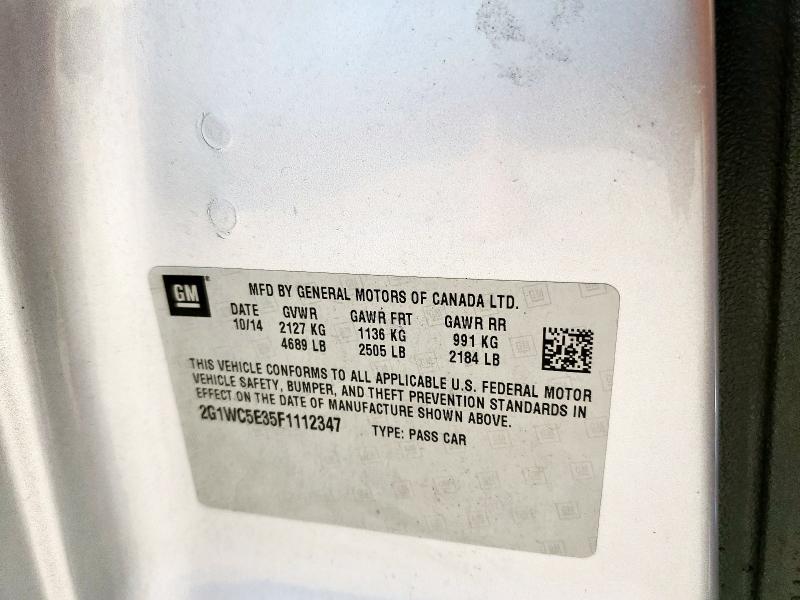 GM
MFD BY GENERAL MOTORS OF CANADA LTD.
DATE GVWR GAWR FRT GAWR RR
10/14 2127 KG 1136 KG 991 KG
4689 LB 2505 LB 2184 LB
THIS VEHICLE CONFORMS TO ALL APPLICABLE U.S. FEDERAL MOTOR
VEHICLE SAFETY, BUMPER, AND THEFT PREVENTION STANDARDS IN
EFFECT ON THE DATE OF MANUFACTURE SHOWN ABOVE.
2G1WC5E35F1112347 TYPE: PASS CAR